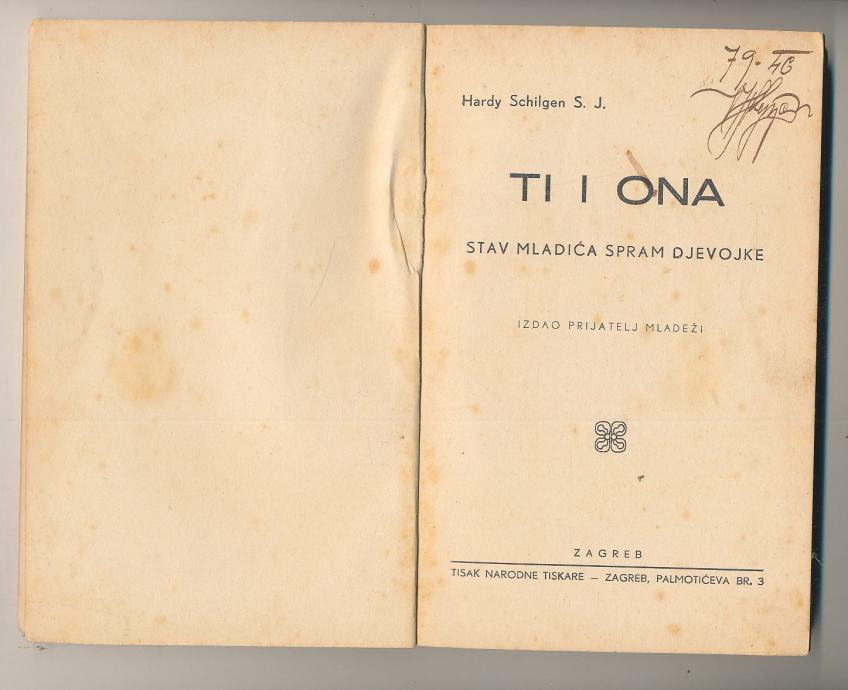 79-46
Hardy Schilgen S. J.
TI I ONA
STAV MLADIĆA SPRAM DJEVOJKE
IZDAO PRIJATELJ MLADEŽI
ZAGREB
TISAK NARODNE TISKARE — ZAGREB, PALMOTIĆEVA BR. 3